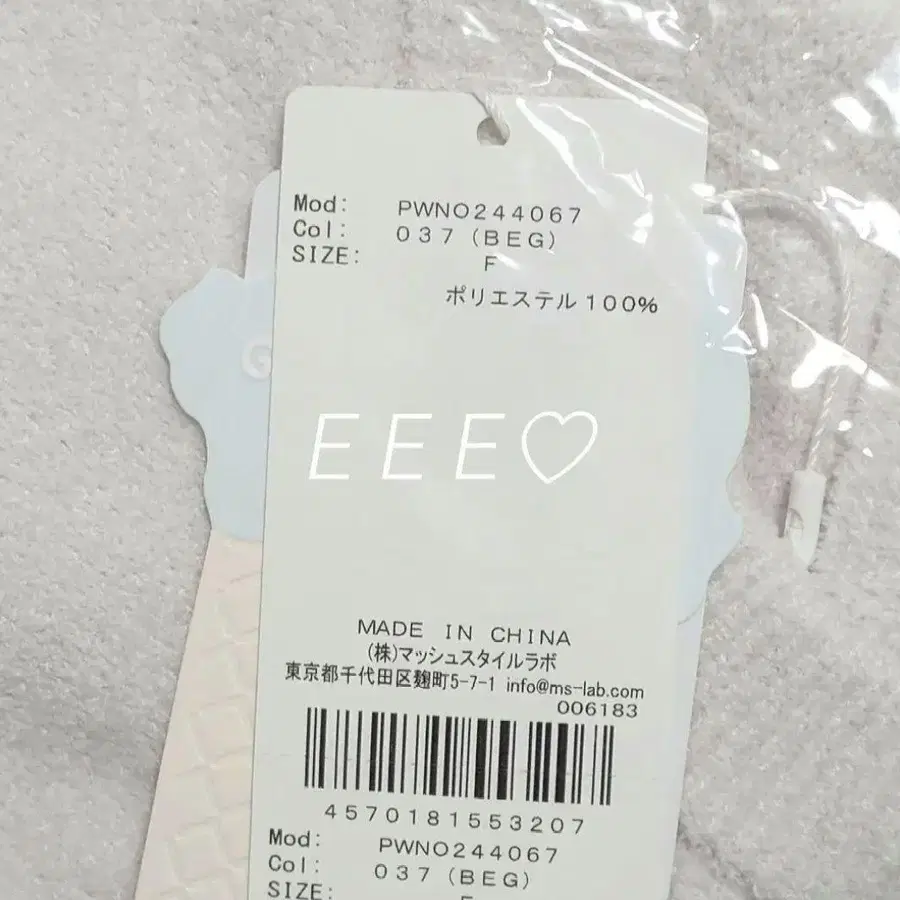 Mod: PWNO244067
Col: 037 (BEG)
SIZE: F
ポリエステル100%
G
EEE♡
MADE IN CHINA
(株)マッシュスタイルラボ
東京都千代田区麹町5-7-1 info@ms-lab.com
006183
4570181553207
Mod: PWNO244067
Col: 037 (BEG)
SIZE: